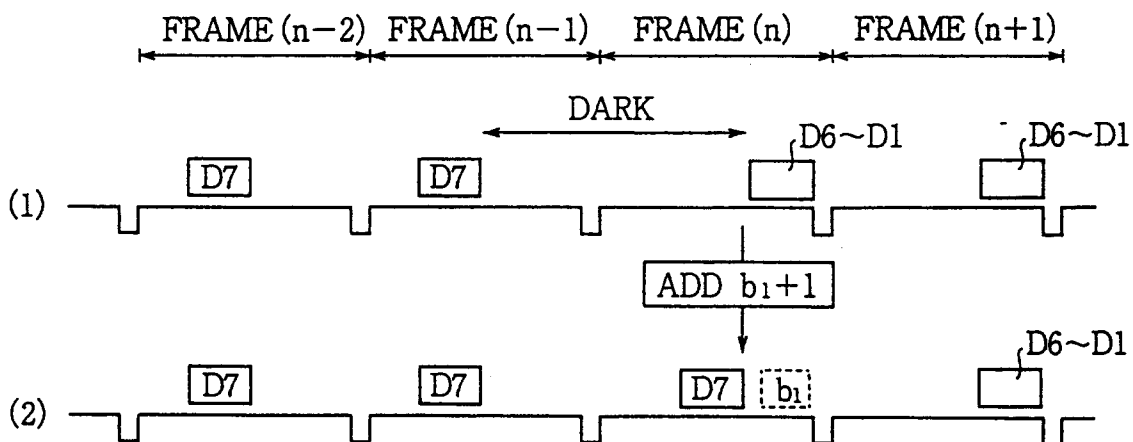 FRAME(n−2) FRAME(n−1) FRAME(n) FRAME(n+1)
DARK
D6~D1 D6~D1
(1) D7 D7
ADD b₁+1
D6~D1
(2) D7 D7 D7 b₁